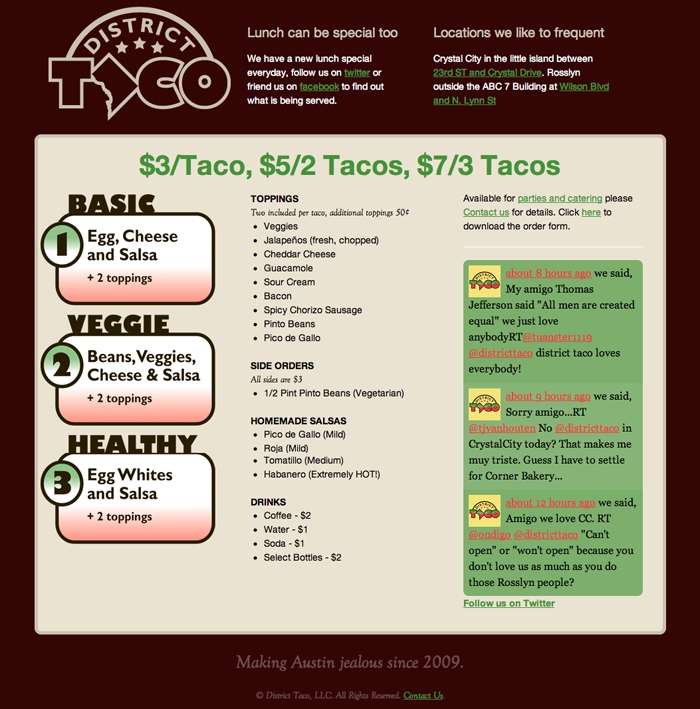 DISTRICT
TACO
Lunch can be special too
We have a new lunch special
everyday, follow us on twitter or
friend us on facebook to find out
what is being served.
Locations we like to frequent
Crystal City in the little island between
23rd ST and Crystal Drive. Rosslyn
outside the ABC 7 Building at Wilson Blvd
and N. Lynn St
$3/Taco, $5/2 Tacos, $7/3 Tacos
BASIC
1
Egg, Cheese
and Salsa
+ 2 toppings
VEGGIE
2
Beans,Veggies,
Cheese & Salsa
+ 2 toppings
HEALTHY
3
Egg Whites
and Salsa
+ 2 toppings
TOPPINGS
Two included per taco, additional toppings 50¢
• Veggies
• Jalapeños (fresh, chopped)
• Cheddar Cheese
• Guacamole
• Sour Cream
• Bacon
• Spicy Chorizo Sausage
• Pinto Beans
• Pico de Gallo
SIDE ORDERS
All sides are $3
• 1/2 Pint Pinto Beans (Vegetarian)
HOMEMADE SALSAS
• Pico de Gallo (Mild)
• Roja (Mild)
• Tomatillo (Medium)
• Habanero (Extremely HOT!)
DRINKS
• Coffee - $2
• Water - $1
• Soda - $1
• Select Bottles - $2
Available for parties and catering please
Contact us for details. Click here to
download the order form.
TACO
about 8 hours ago we said,
My amigo Thomas
Jefferson said "All men are created
equal" we just love
anybodyRT@tuanster1119
@districttaco district taco loves
everybody!
TACO
about 9 hours ago we said,
Sorry amigo...RT
@tjvanhouten No @districttaco in
CrystalCity today? That makes me
muy triste. Guess I have to settle
for Corner Bakery...
TACO
about 12 hours ago we said,
Amigo we love CC. RT
@ondigo @districttaco "Can't
open" or "won't open" because you
don't love us as much as you do
those Rosslyn people?
Follow us on Twitter
Making Austin jealous since 2009.
© District Taco, LLC. All Rights Reserved. Contact Us.